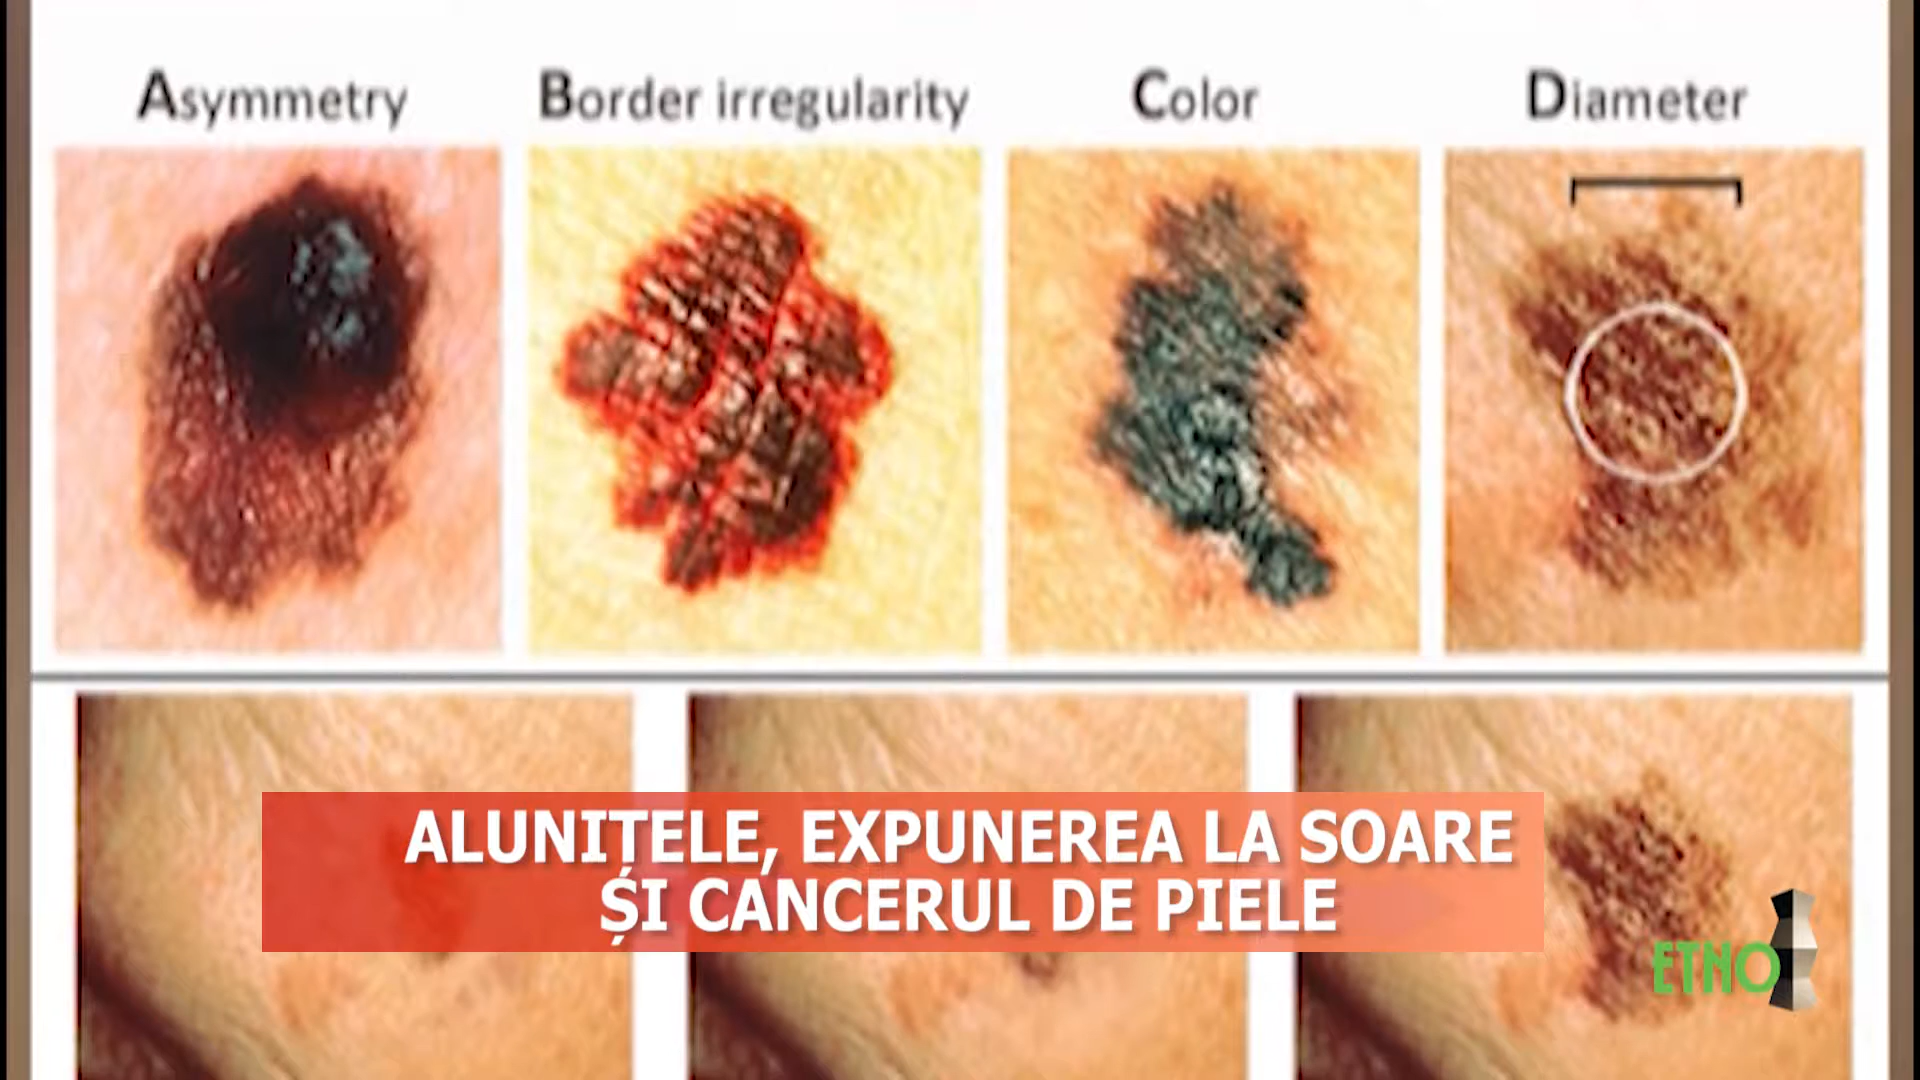 Asymmetry
Border irregularity
Color
Diameter
ALUNIȚELE, EXPUNEREA LA SOARE
ȘI CANCERUL DE PIELE
ETNO